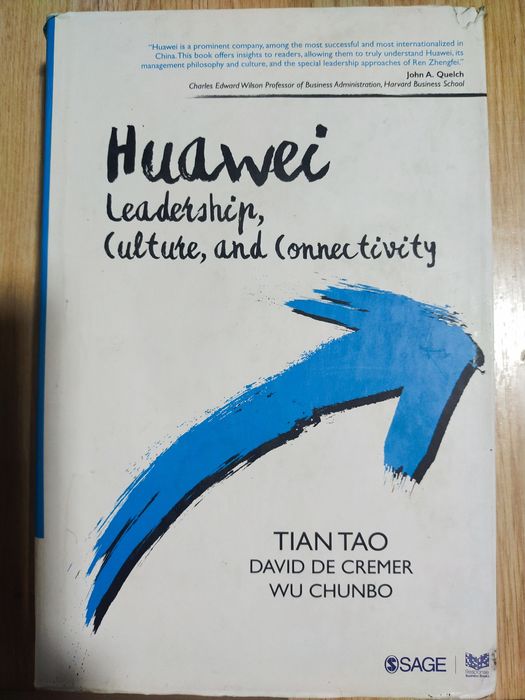 "Huawei is a prominent company, among the most successful and most internationalized in
China. This book offers insights to readers, allowing them to truly understand Huawei, its
management philosophy and culture, and the special leadership approaches of Ren Zhengfei."
John A. Quelch
Charles Edward Wilson Professor of Business Administration, Harvard Business School
Huawei
Leadership,
Culture, and Connectivity
TIAN TAO
DAVID DE CREMER
WU CHUNBO
SAGE
Response
Business Books